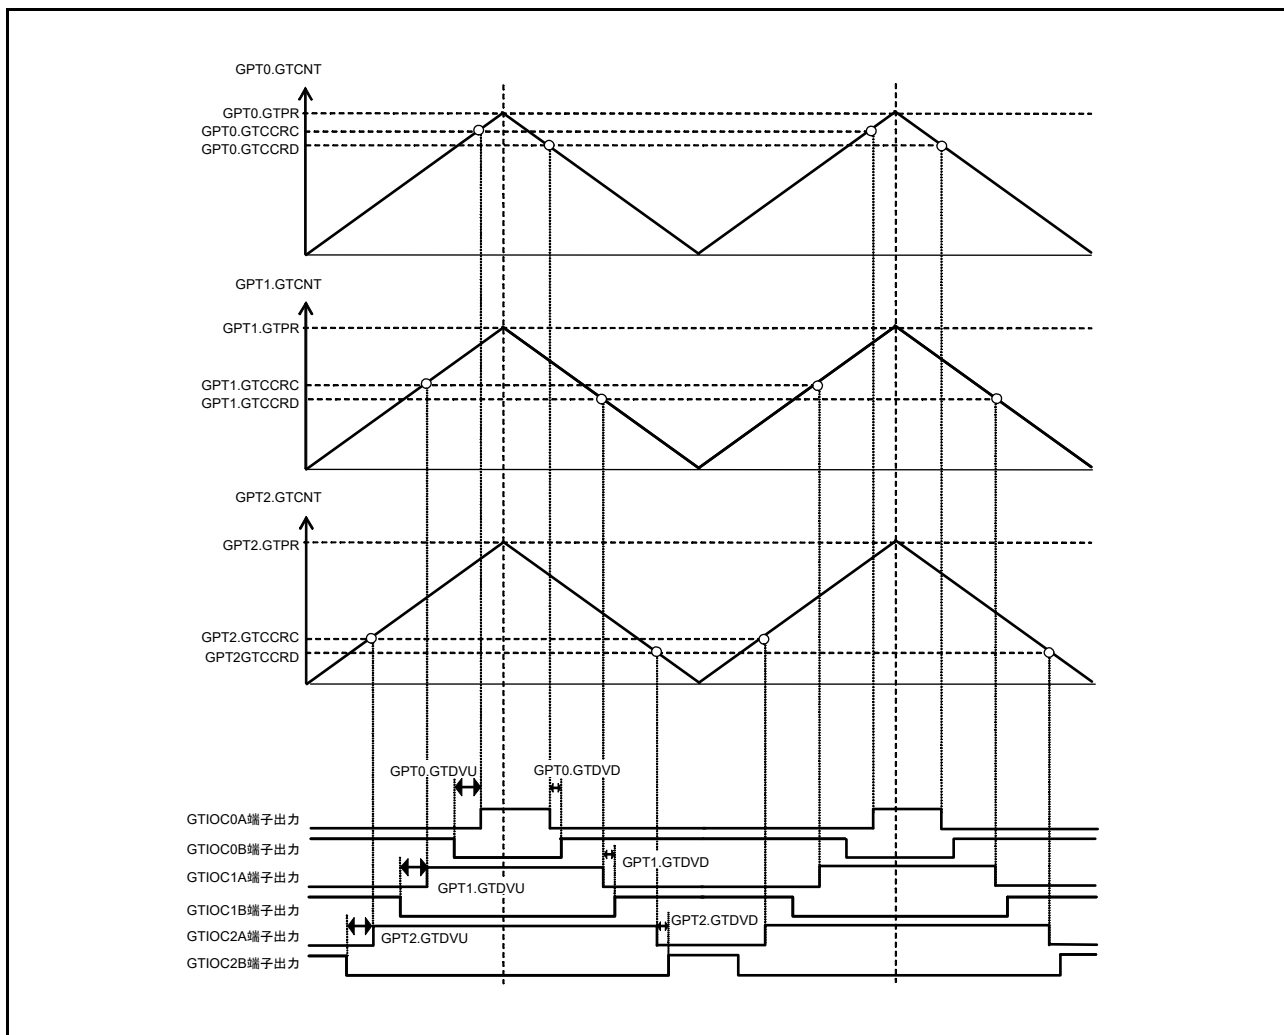 GPT0.GTCNT
GPT0.GTPR
GPT0.GTCCRC
GPT0.GTCCRD
GPT1.GTCNT
GPT1.GTPR
GPT1.GTCCRC
GPT1.GTCCRD
GPT2.GTCNT
GPT2.GTPR
GPT2.GTCCRC
GPT2GTCCRD
GPT0.GTDVU
GPT0.GTDVD
GTIOC0A端子出力
GTIOC0B端子出力
GPT1.GTDVD
GTIOC1A端子出力
GPT1.GTDVU
GTIOC1B端子出力
GPT2.GTDVD
GTIOC2A端子出力
GPT2.GTDVU
GTIOC2B端子出力